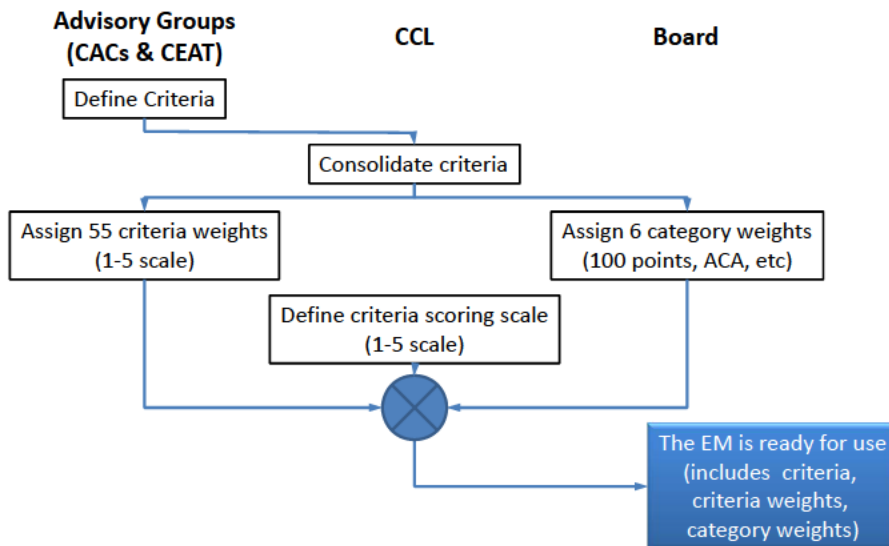 Advisory Groups
(CACs & CEAT)
CCL
Board
Define Criteria
Consolidate criteria
Assign 55 criteria weights
(1-5 scale)
Assign 6 category weights
(100 points, ACA, etc)
Define criteria scoring scale
(1-5 scale)
The EM is ready for use
(includes criteria,
criteria weights,
category weights)